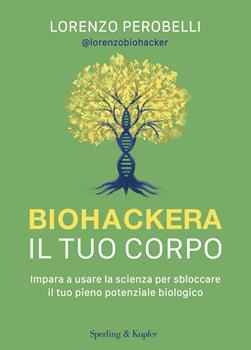 LORENZO PEROBELLI
@lorenzobiohacker
BIOHACKERA
IL TUO CORPO
Impara a usare la scienza per sbloccare
il tuo pieno potenziale biologico
Sperling & Kupfer